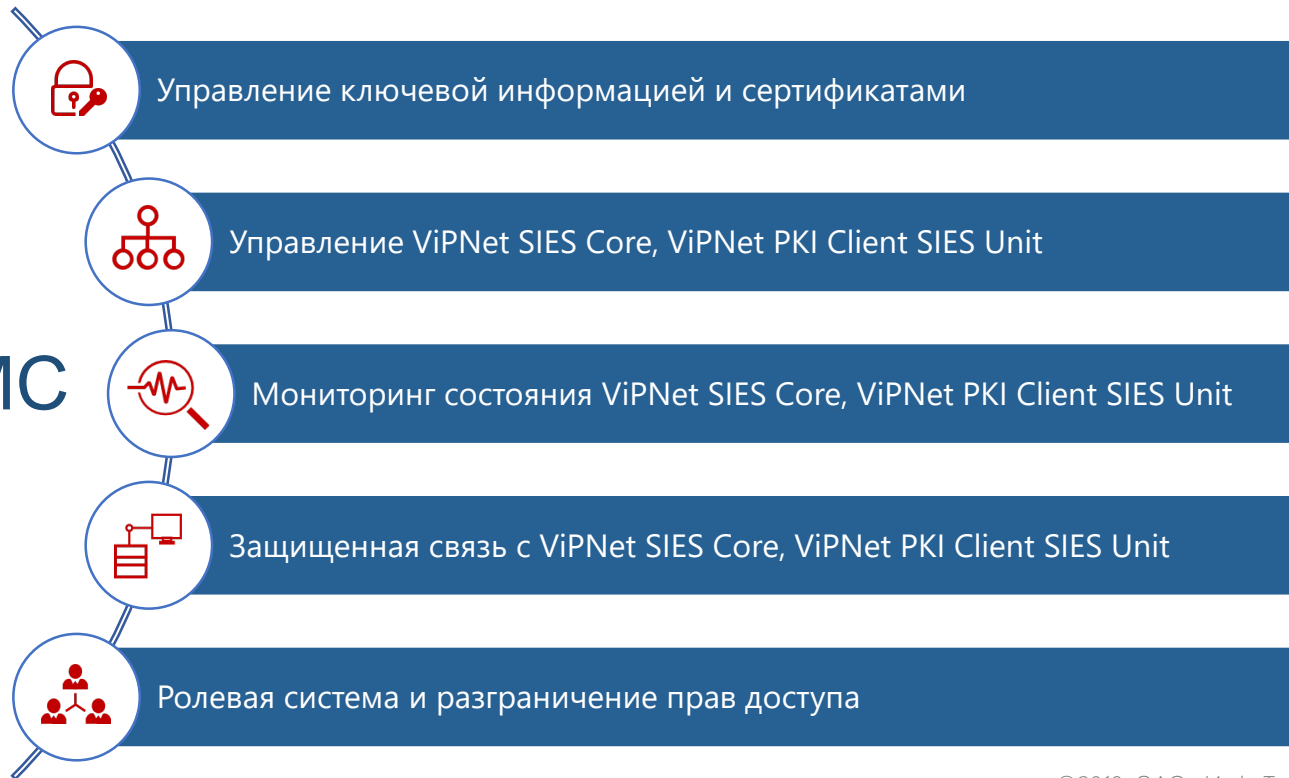 Управление ключевой информацией и сертификатами
Управление ViPNet SIES Core, ViPNet PKI Client SIES Unit
МС
Мониторинг состояния ViPNet SIES Core, ViPNet PKI Client SIES Unit
Защищенная связь с ViPNet SIES Core, ViPNet PKI Client SIES Unit
Ролевая система и разграничение прав доступа